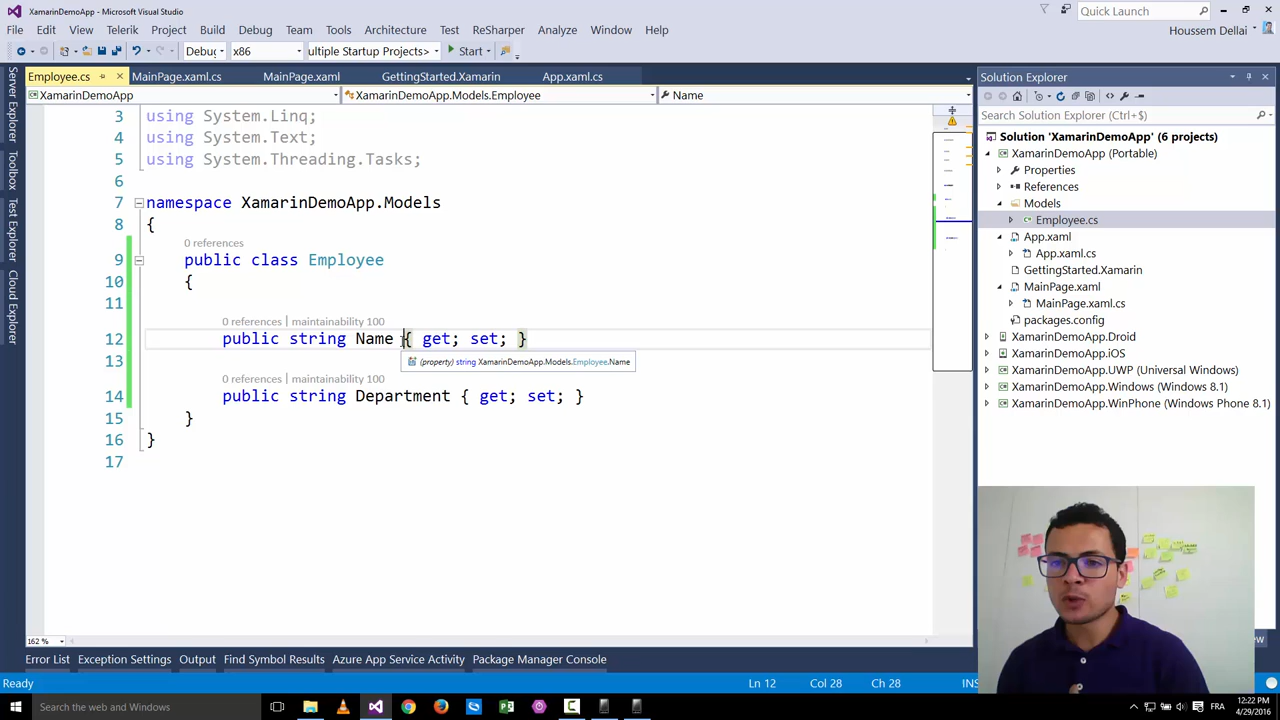 XamarinDemoApp - Microsoft Visual Studio
Quick Launch
File Edit View Telerik Project Build Debug Team Tools Architecture Test ReSharper Analyze Window Help
Houssem Dellai
Debug x86 ultiple Startup Projects> Start
Employee.cs MainPage.xaml.cs MainPage.xaml GettingStarted.Xamarin App.xaml.cs
XamarinDemoApp XamarinDemoApp.Models.Employee Name
Server Explorer
Toolbox
Test Explorer
Cloud Explorer
3 using System.Linq;
4 using System.Text;
5 using System.Threading.Tasks;
6
7 namespace XamarinDemoApp.Models
8 {
0 references
9 public class Employee
10 {
11
0 references | maintainability 100
12 public string Name { get; set; }
(property) string XamarinDemoApp.Models.Employee.Name
13
0 references | maintainability 100
14 public string Department { get; set; }
15 }
16 }
17
162 %
Solution Explorer
Search Solution Explorer (Ctrl+$)
Solution 'XamarinDemoApp' (6 projects)
XamarinDemoApp (Portable)
Properties
References
Models
Employee.cs
App.xaml
App.xaml.cs
GettingStarted.Xamarin
MainPage.xaml
MainPage.xaml.cs
packages.config
XamarinDemoApp.Droid
XamarinDemoApp.iOS
XamarinDemoApp.UWP (Universal Windows)
XamarinDemoApp.Windows (Windows 8.1)
XamarinDemoApp.WinPhone (Windows Phone 8.1)
Error List Exception Settings Output Find Symbol Results Azure App Service Activity Package Manager Console
Ready Ln 12 Col 28 Ch 28 INS
Search the web and Windows
FRA
12:22 PM
4/29/2016